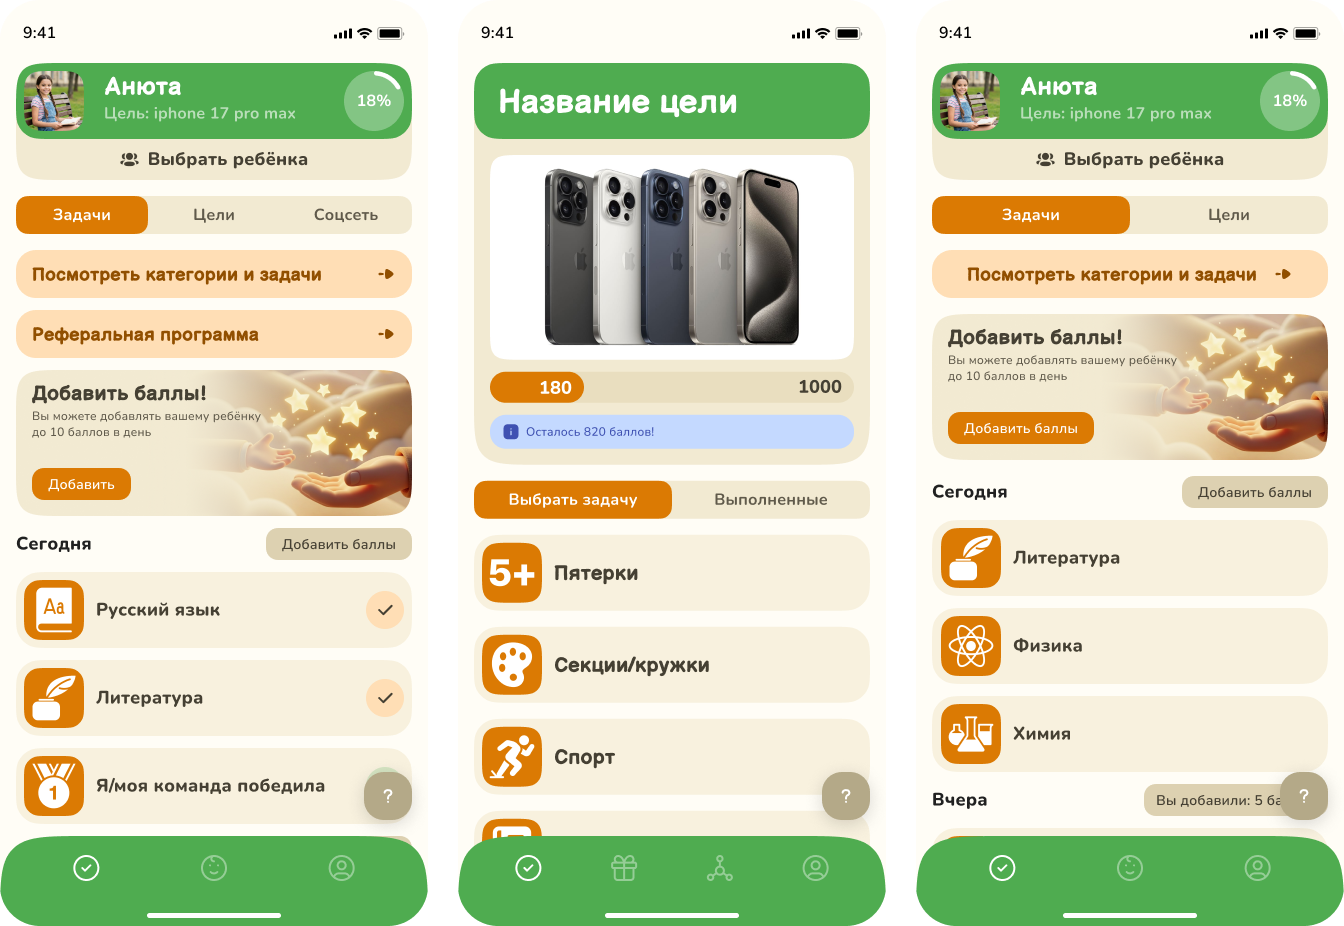 9:41
Анюта
Цель: iphone 17 pro max
18%
Выбрать ребёнка
Задачи
Цели
Соцсеть
Посмотреть категории и задачи
Реферальная программа
Добавить баллы!
Вы можете добавлять вашему ребёнку
до 10 баллов в день
Добавить
Сегодня
Добавить баллы
Aa
Русский язык
Литература
1
Я/моя команда победила
?
9:41
Название цели
180
1000
i
Осталось 820 баллов!
Выбрать задачу
Выполненные
5+
Пятерки
Секции/кружки
Спорт
?
9:41
Анюта
Цель: iphone 17 pro max
18%
Выбрать ребёнка
Задачи
Цели
Посмотреть категории и задачи
Добавить баллы!
Вы можете добавлять вашему ребёнку
до 10 баллов в день
Добавить баллы
Сегодня
Добавить баллы
Литература
Физика
Химия
Вчера
Вы добавили: 5 ба
?